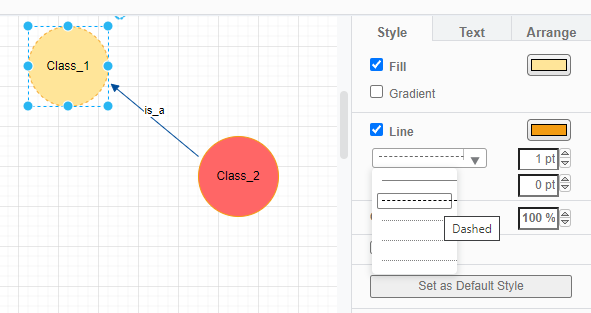 Style
Text
Arrange
Class_1
Fill
Gradient
is_a
Line
1 pt
Class_2
0 pt
100 %
Dashed
Set as Default Style